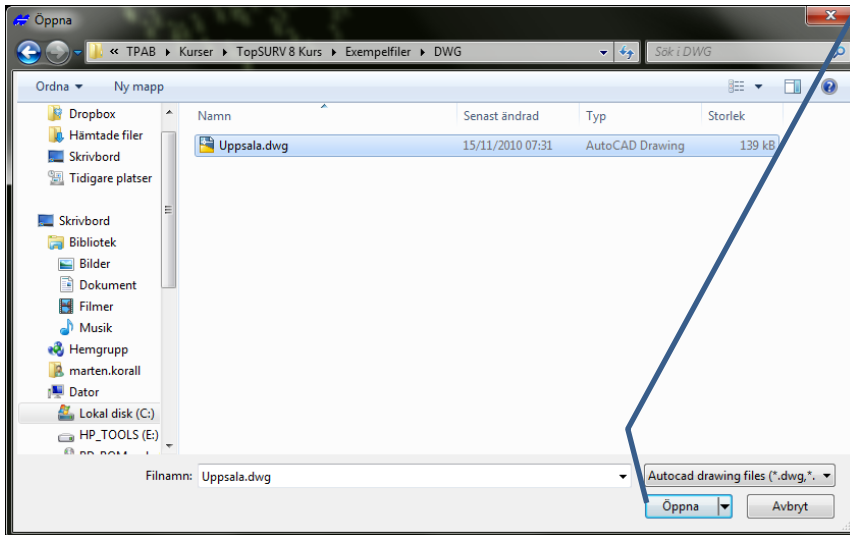 Öppna
« TPAB Kurser TopSURV 8 Kurs Exempelfiler DWG Sök i DWG
Ordna Ny mapp
Dropbox
Hämtade filer
Skrivbord
Tidigare platser
Skrivbord
Bibliotek
Bilder
Dokument
Filmer
Musik
Hemgrupp
marten.korall
Dator
Lokal disk (C:)
HP_TOOLS (E:)
Namn Senast ändrad Typ Storlek
Uppsala.dwg 15/11/2010 07:31 AutoCAD Drawing 139 kB
Filnamn: Uppsala.dwg Autocad drawing files (*.dwg,*.
Öppna Avbryt